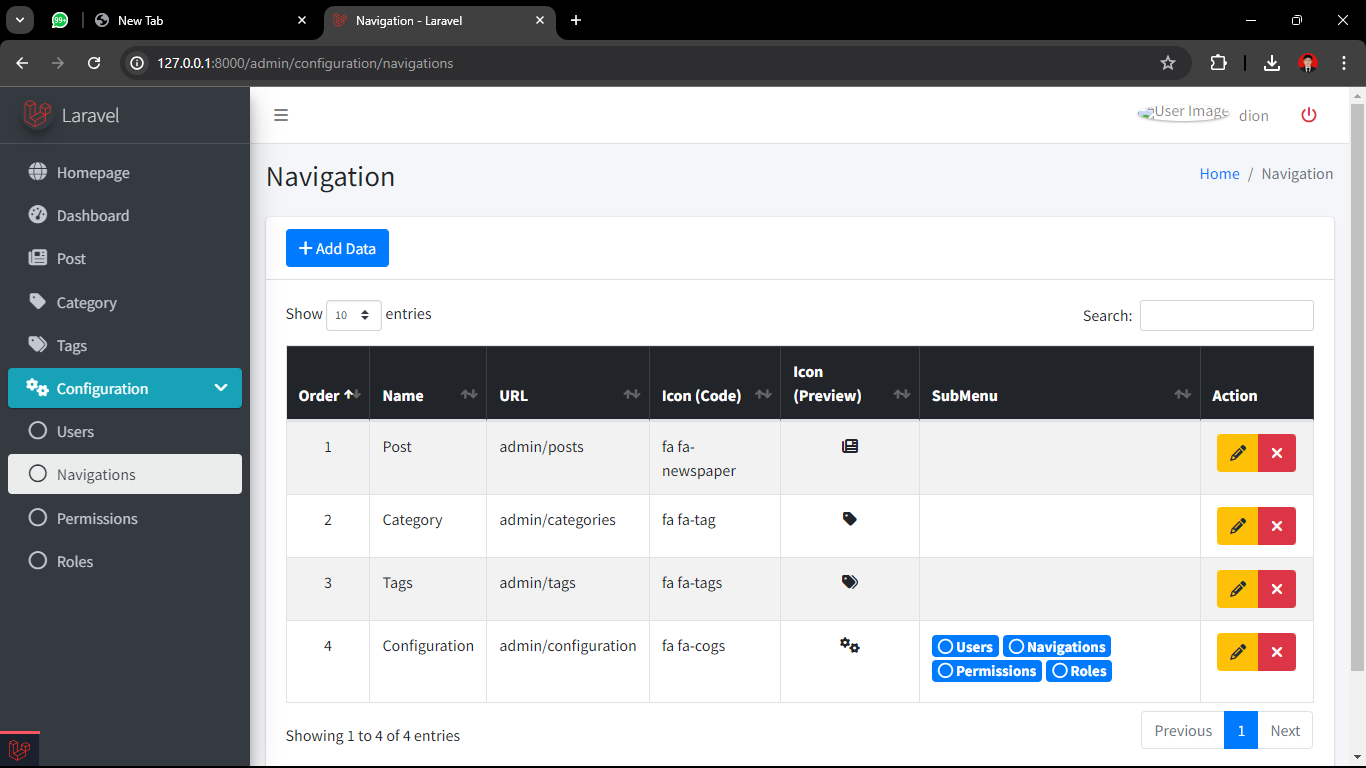 99+
New Tab
Navigation - Laravel
127.0.0.1:8000/admin/configuration/navigations
Laravel
User Image
dion
Homepage
Dashboard
Post
Category
Tags
Configuration
Users
Navigations
Permissions
Roles
Navigation
Home / Navigation
Add Data
Show 10 entries
Search:
Order Name URL Icon (Code) Icon (Preview) SubMenu Action
1 Post admin/posts fa fa-newspaper
2 Category admin/categories fa fa-tag
3 Tags admin/tags fa fa-tags
4 Configuration admin/configuration fa fa-cogs Users Navigations
Permissions Roles
Showing 1 to 4 of 4 entries
Previous 1 Next